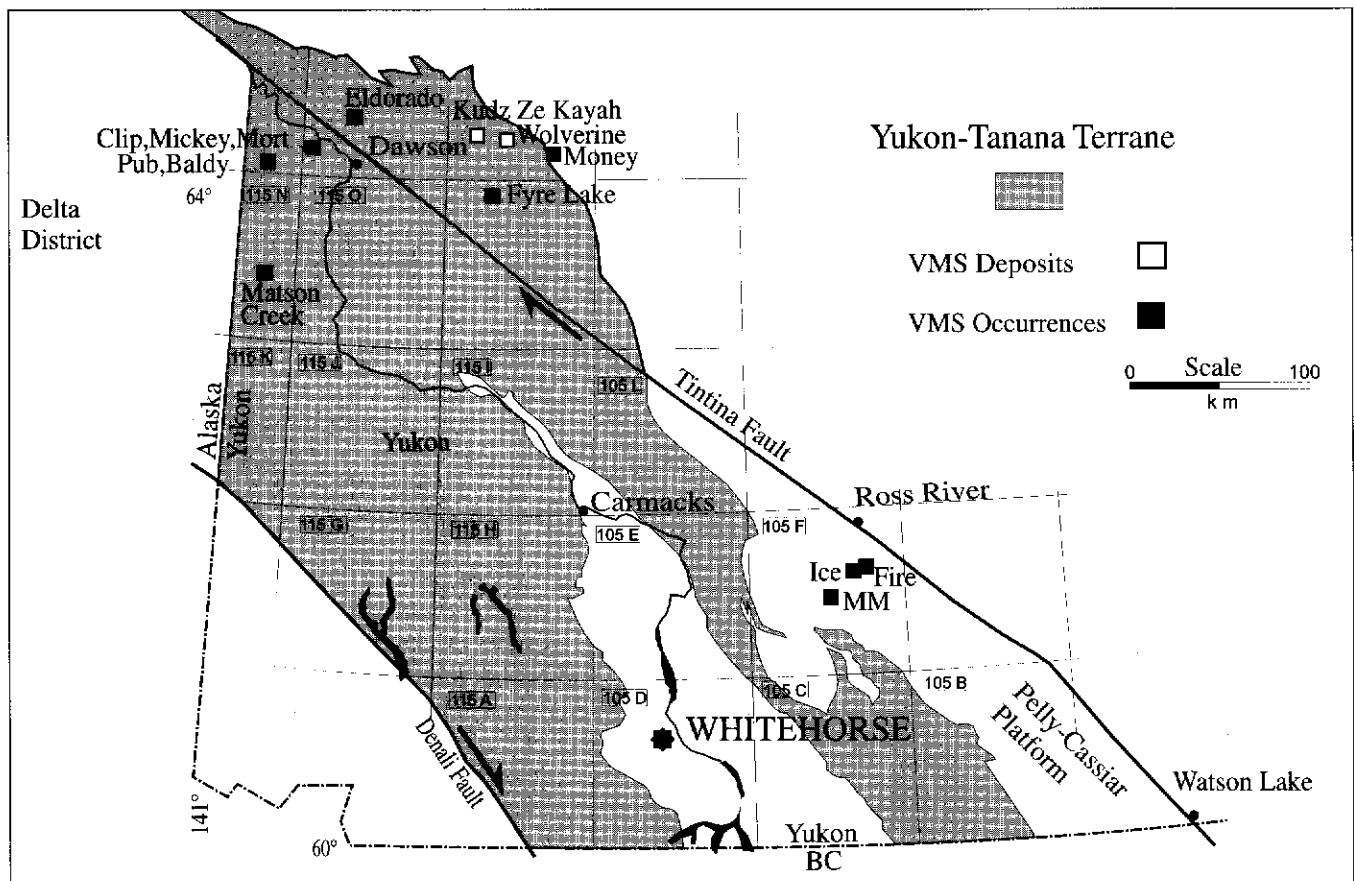 Eldorado
Kudz Ze Kayah
Clip,Mickey,Mort
Wolverine
Dawson
Money
Pub,Baldy
Yukon-Tanana Terrane
64°
115 N
115 O
Fyre Lake
Delta
District
VMS Deposits
Matson
Creek
VMS Occurrences
115 K
115 J
115 I
105 L
0 Scale 100
km
Tintina Fault
Alaska
Yukon
Yukon
Carmacks
Ross River
115 G
115 H
105 E
105 F
Ice
Fire
MM
115 A
105 D
105 C
105 B
WHITEHORSE
Pelly-Cassiar
Platform
Denali Fault
Watson Lake
141°
60°
Yukon
BC